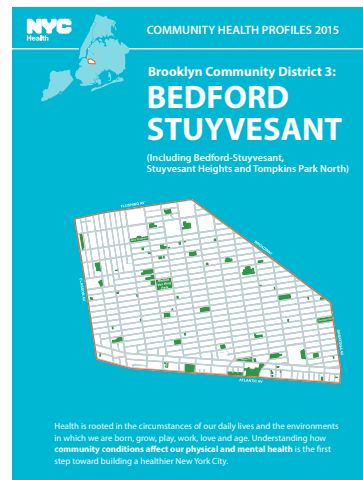 NYC
Health
COMMUNITY HEALTH PROFILES 2015
Brooklyn Community District 3:
BEDFORD
STUYVESANT
(Including Bedford-Stuyvesant,
Stuyvesant Heights and Tompkins Park North)
FLUSHING AV
BROADWAY
CLASSON AV
ATLANTIC AV
Health is rooted in the circumstances of our daily lives and the environments
in which we are born, grow, play, work, love and age. Understanding how
community conditions affect our physical and mental health is the first
step toward building a healthier New York City.